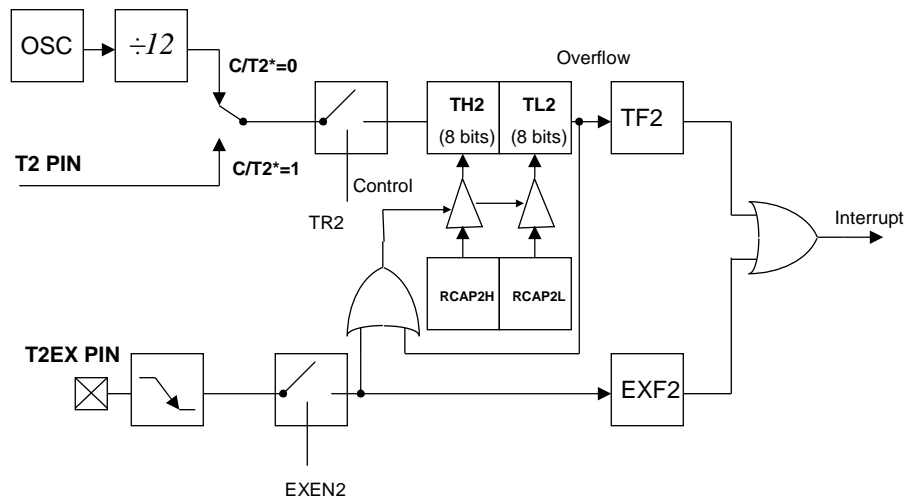 OSC
÷12
C/T2*=0
Overflow
TH2
(8 bits)
TL2
(8 bits)
TF2
T2 PIN
C/T2*=1
Control
TR2
Interrupt
RCAP2H
RCAP2L
T2EX PIN
EXF2
EXEN2